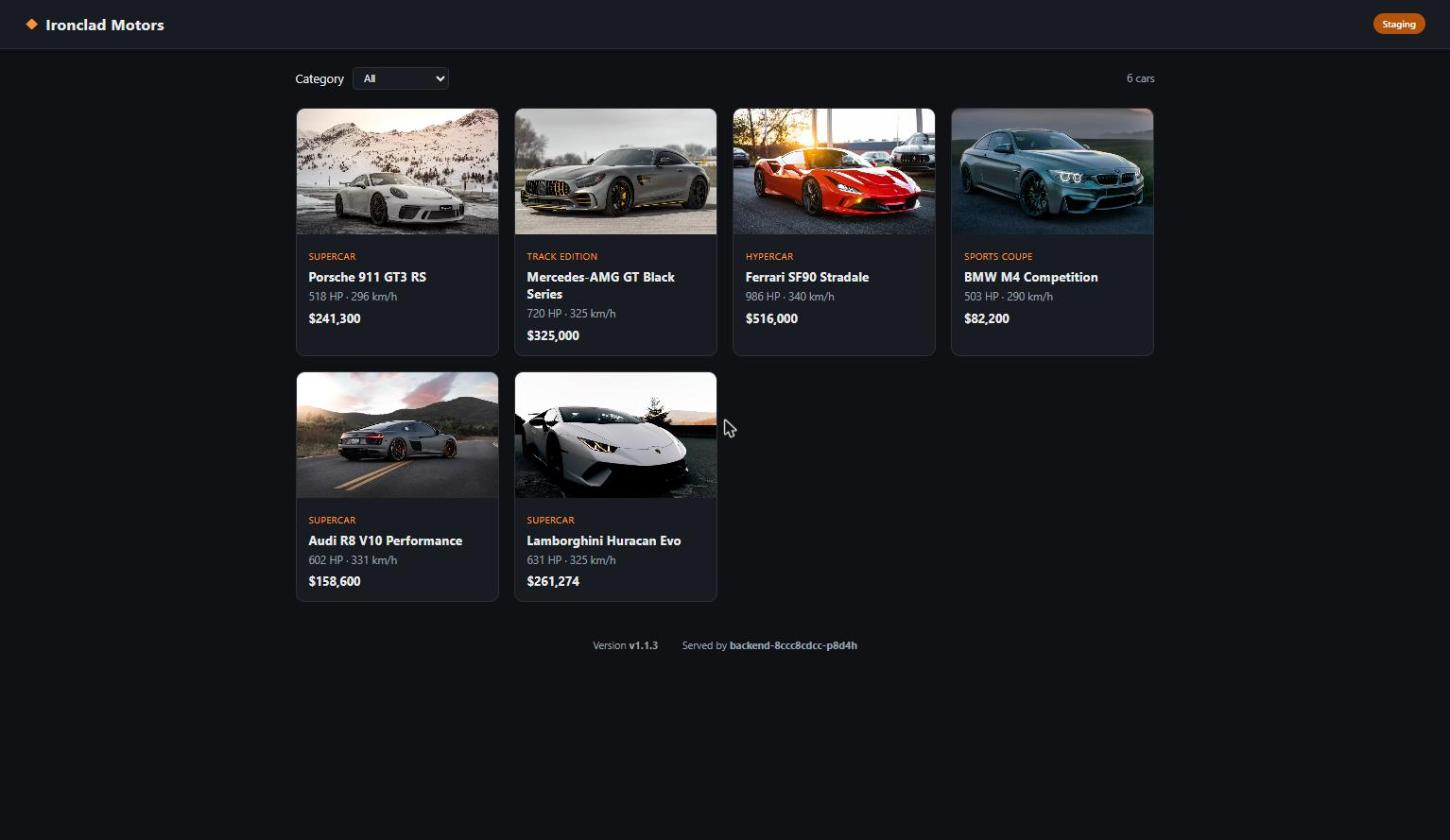 Ironclad Motors
Staging
Category
All
6 cars
SUPERCAR
Porsche 911 GT3 RS
518 HP · 296 km/h
$241,300
TRACK EDITION
Mercedes-AMG GT Black
Series
720 HP · 325 km/h
$325,000
HYPERCAR
Ferrari SF90 Stradale
986 HP · 340 km/h
$516,000
SPORTS COUPE
BMW M4 Competition
503 HP · 290 km/h
$82,200
SUPERCAR
Audi R8 V10 Performance
602 HP · 331 km/h
$158,600
SUPERCAR
Lamborghini Huracan Evo
631 HP · 325 km/h
$261,274
Version v1.1.3
Served by backend-8ccc8cdcc-p8d4h